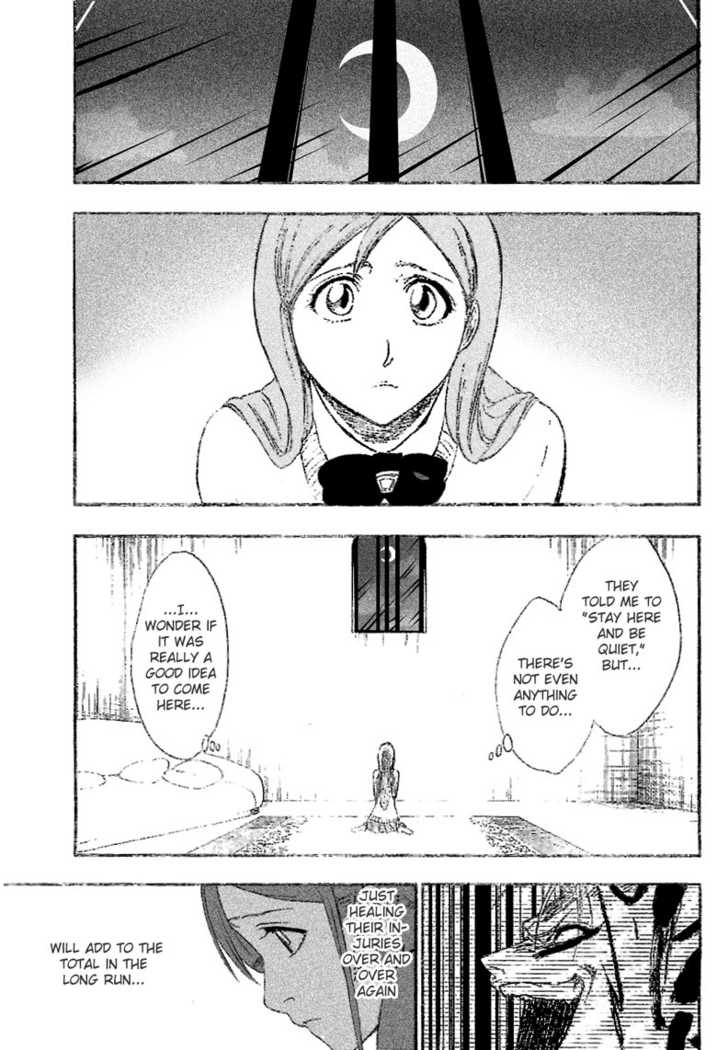 THEY
TOLD ME TO
"STAY HERE
AND BE
QUIET,"
BUT...
THERE'S
NOT EVEN
ANYTHING
TO DO...
...I...
WONDER IF
IT WAS
REALLY A
GOOD IDEA
TO COME
HERE...
JUST
HEALING
THEIR IN-
JURIES
OVER AND
OVER
AGAIN
WILL ADD TO THE
TOTAL IN THE
LONG RUN...